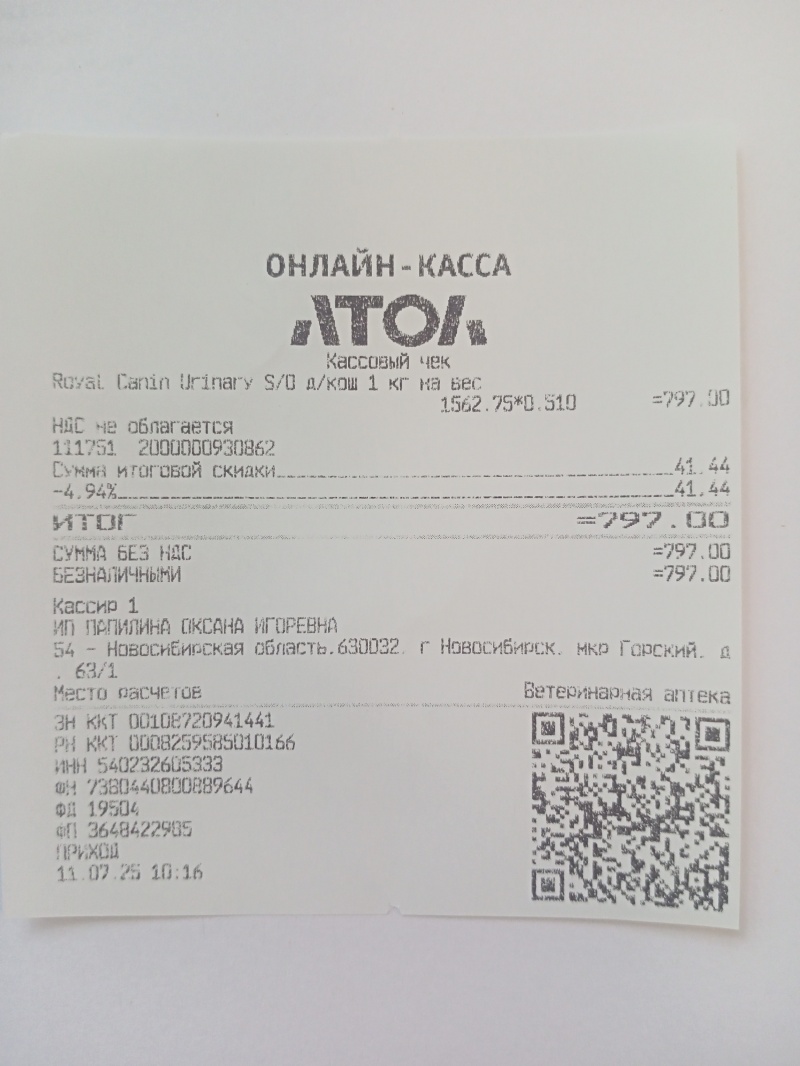 ОНЛАЙН-КАССА
АТОЛ
Кассовый чек
Royal Canin Urinary S/O д/кош 1 кг на вес
1562.75*0.510 =797.00
НДС не облагается
111751 2000000930862
Сумма итоговой скидки 41.44
-4.94% 41.44
ИТОГ =797.00
СУММА БЕЗ НДС =797.00
БЕЗНАЛИЧНЫМИ =797.00
Кассир 1
ИП ПАПИЛИНА ОКСАНА ИГОРЕВНА
54 - Новосибирская область.630032. г Новосибирск. мкр Горский. д
. 63/1
Место расчетов Ветеринарная аптека
ЗН ККТ 00108720941441
РН ККТ 0008259585010166
ИНН 540232605333
ФН 7380440800889644
ФД 19504
ФП 3648422985
ПРИХОД
11.07.25 10:16